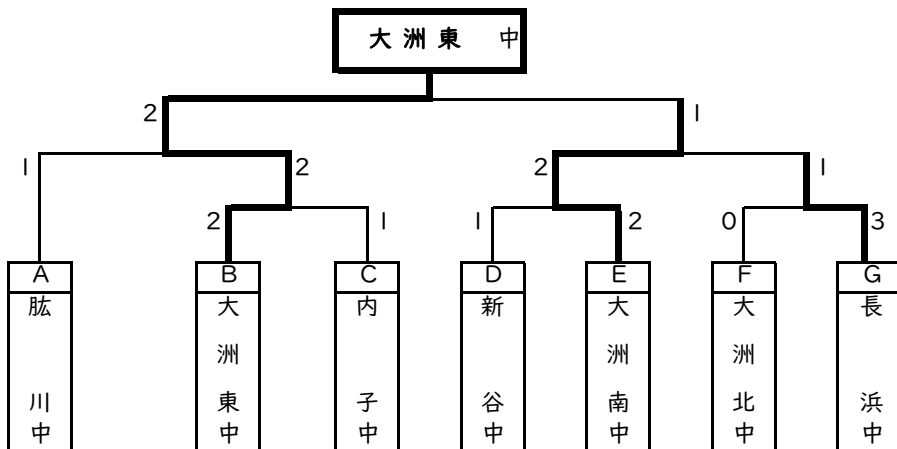 大洲東 中
2 1
1 2 2 1
2 1 1 2 0 3
A B C D E F G
肱川中
大洲東中
内子中
新谷中
大洲南中
大洲北中
長浜中